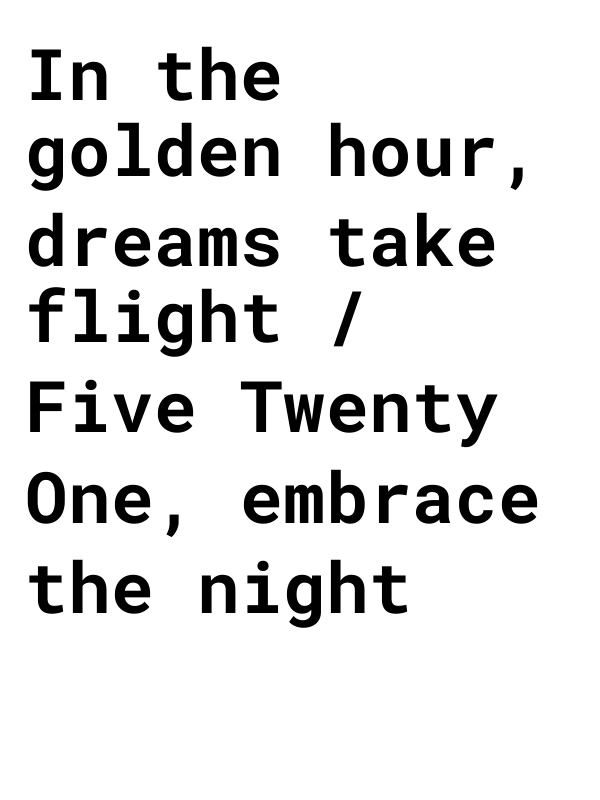 In the
golden hour,
dreams take
flight /
Five Twenty
One, embrace
the night